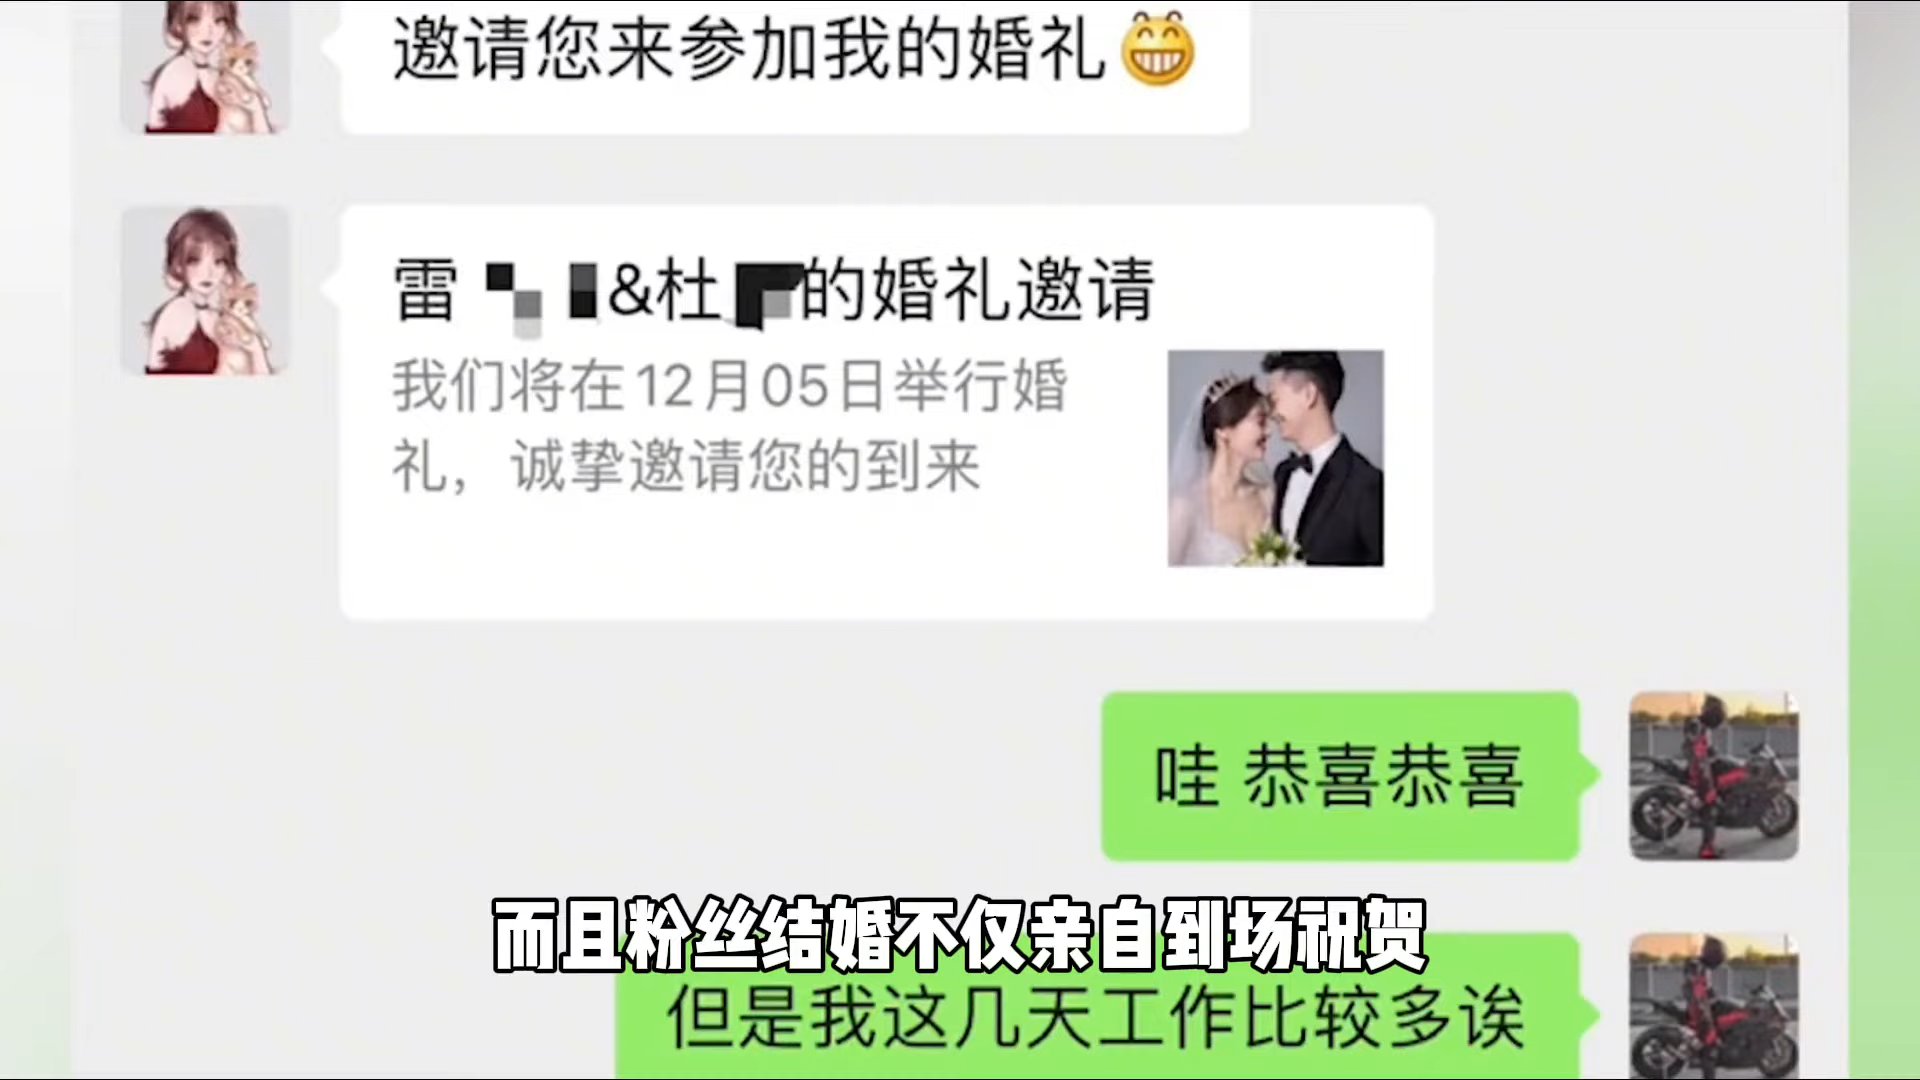 邀请您来参加我的婚礼
雷 &杜 的婚礼邀请
我们将在12月05日举行婚
礼，诚挚邀请您的到来
哇 恭喜恭喜
而且粉丝结婚不仅亲自到场祝贺
但是我这几天工作比较多诶